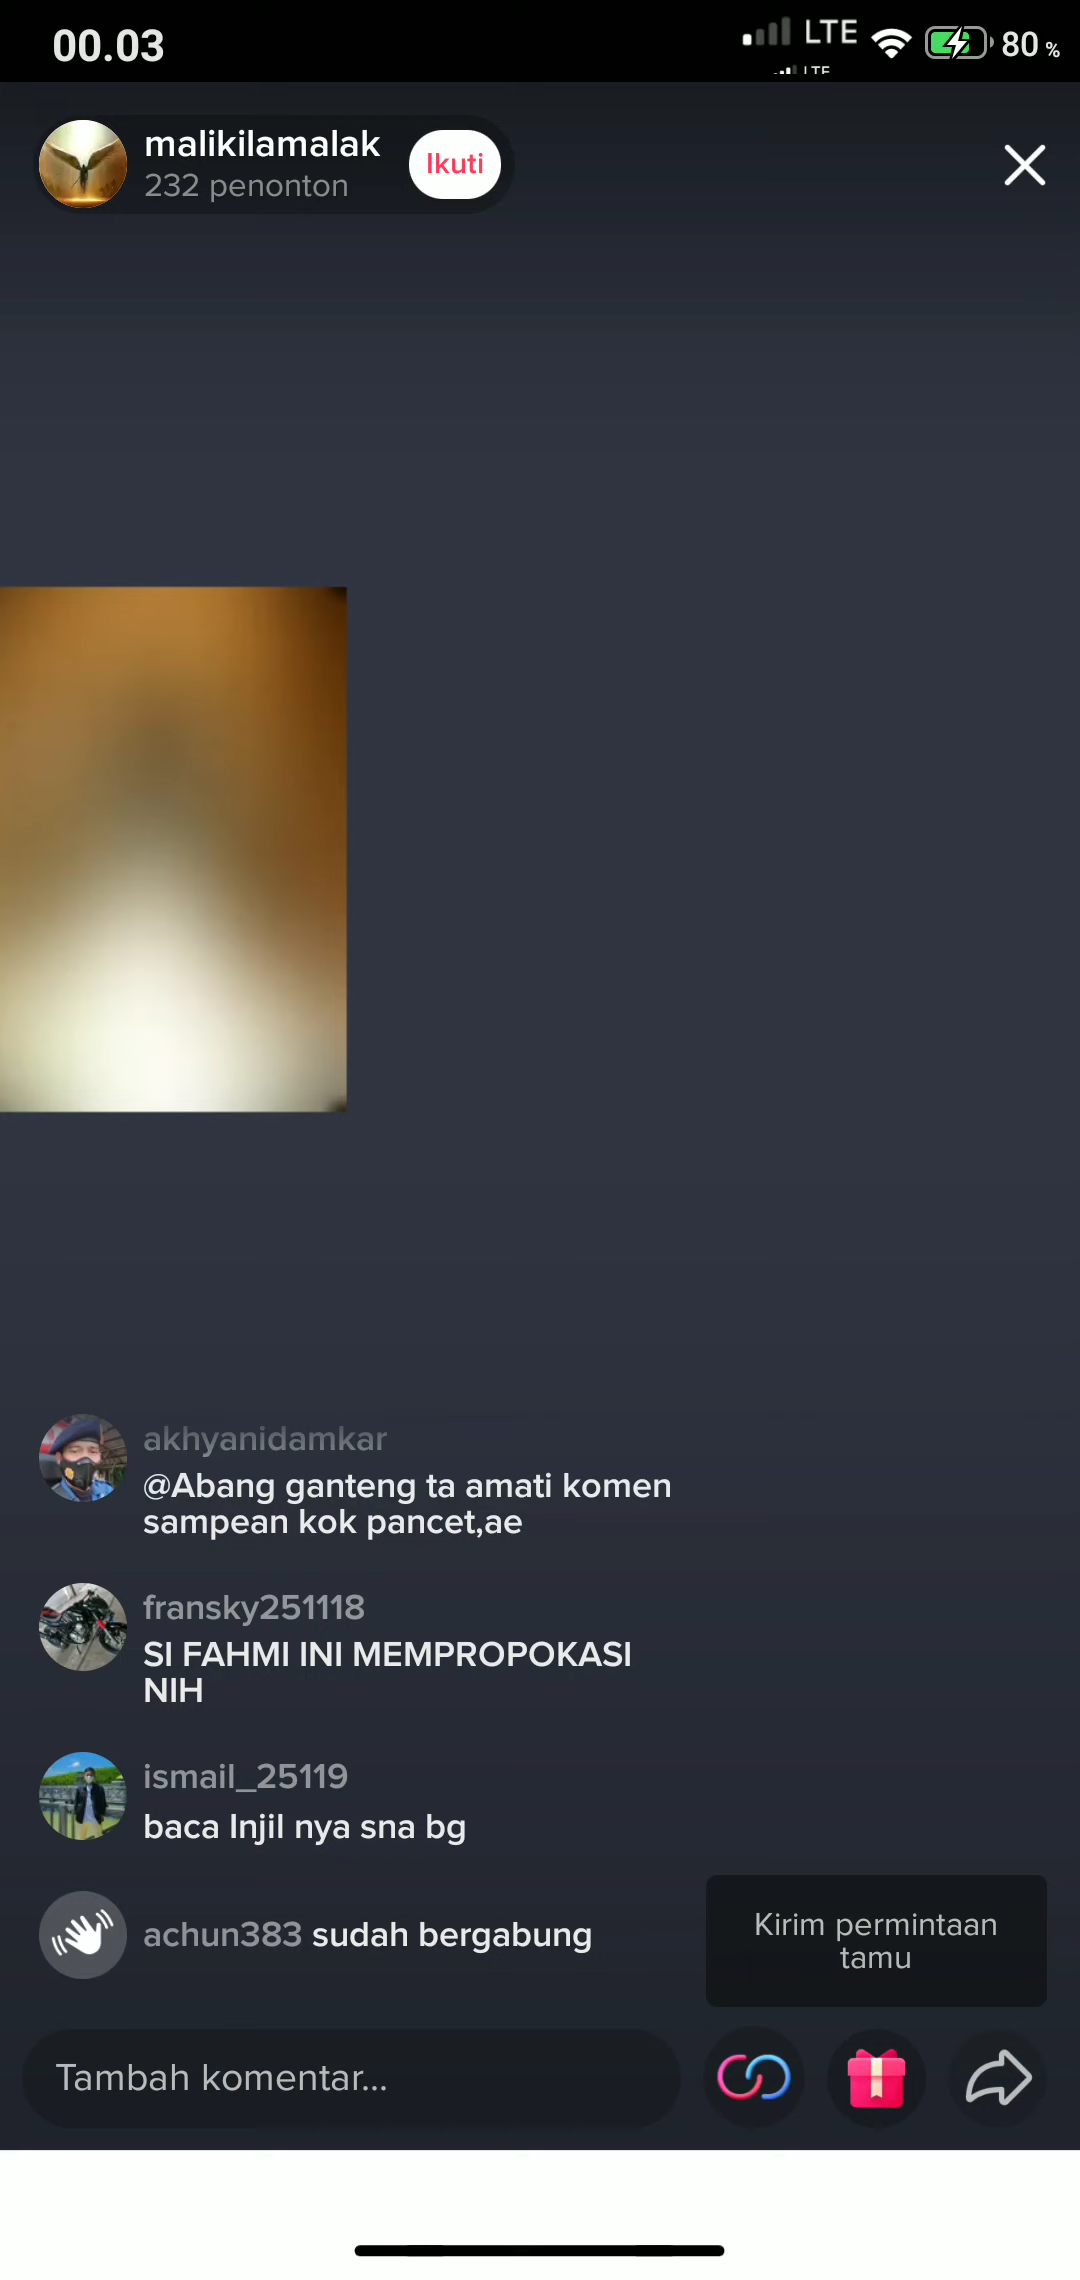 00.03
LTE
LTE
80 %
malikilamalak
232 penonton
Ikuti
akhyanidamkar
@Abang ganteng ta amati komen
sampean kok pancet,ae
fransky251118
SI FAHMI INI MEMPROPOKASI
NIH
ismail_25119
baca Injil nya sna bg
achun383 sudah bergabung
Kirim permintaan
tamu
Tambah komentar...